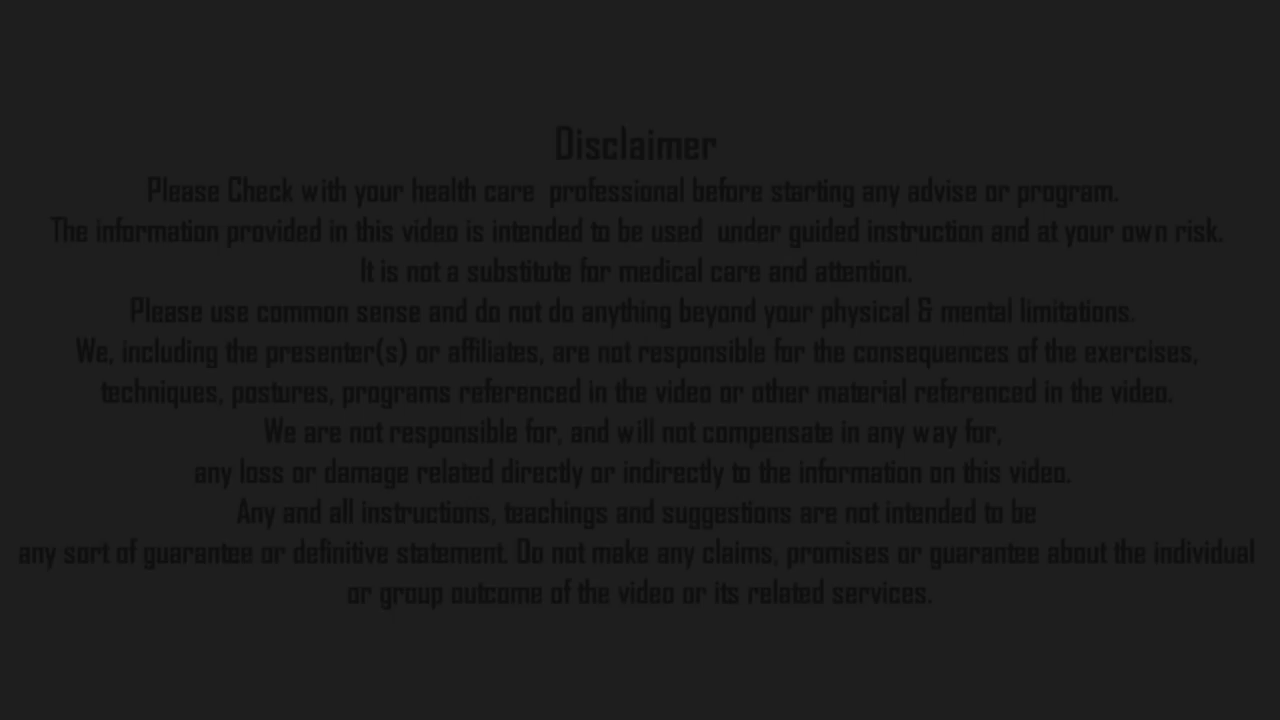 Disclaimer
Please Check with your health care professional before starting any advise or program.
The information provided in this video is intended to be used under guided instruction and at your own risk.
It is not a substitute for medical care and attention.
Please use common sense and do not do anything beyond your physical & mental limitations.
We, including the presenter(s) or affiliates, are not responsible for the consequences of the exercises,
techniques, postures, programs referenced in the video or other material referenced in the video.
We are not responsible for, and will not compensate in any way for,
any loss or damage related directly or indirectly to the information on this video.
Any and all instructions, teachings and suggestions are not intended to be
any sort of guarantee or definitive statement. Do not make any claims, promises or guarantee about the individual
or group outcome of the video or its related services.